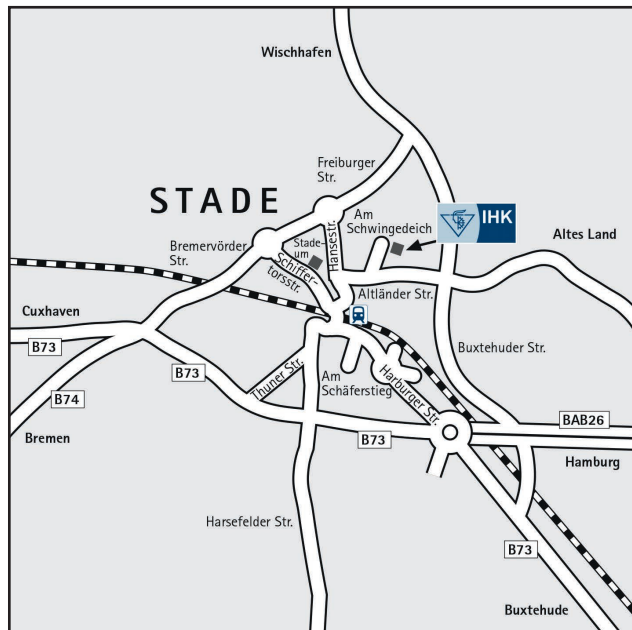 Wischhafen
Freiburger
Str.
STADE
Am
Schwingedeich
IHK
Bremervörder
Str.
Stade-
um
Hansestr.
Schiffer-
torsstr.
Altes Land
Altländer Str.
Cuxhaven
B73
B73
Thuner Str.
Am
Schäferstieg
Harburger Str.
Buxtehuder Str.
B74
Bremen
B73
BAB26
Hamburg
Harsefelder Str.
B73
Buxtehude